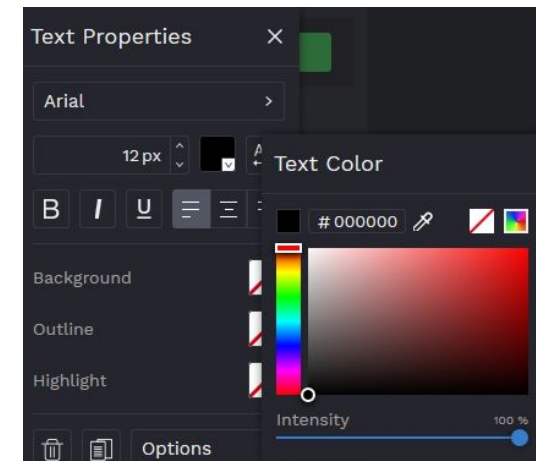 Text Properties
Arial
12 px
B I U
Background
Outline
Highlight
Options
Text Color
# 000000
Intensity
100 %